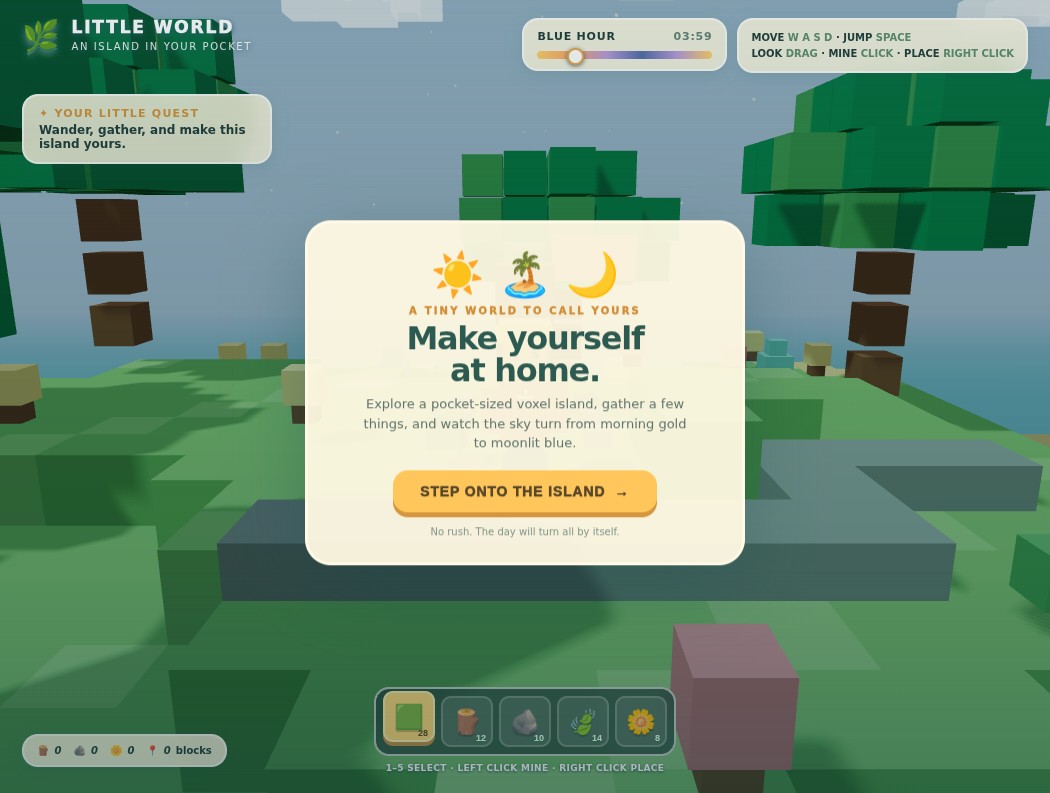 LITTLE WORLD
AN ISLAND IN YOUR POCKET
BLUE HOUR 03:59
MOVE W A S D · JUMP SPACE
LOOK DRAG · MINE CLICK · PLACE RIGHT CLICK
✦ YOUR LITTLE QUEST
Wander, gather, and make this
island yours.
A TINY WORLD TO CALL YOURS
Make yourself
at home.
Explore a pocket-sized voxel island, gather a few
things, and watch the sky turn from morning gold
to moonlit blue.
STEP ONTO THE ISLAND →
No rush. The day will turn all by itself.
28 12 10 14 8
0 0 0 0 blocks
1–5 SELECT · LEFT CLICK MINE · RIGHT CLICK PLACE